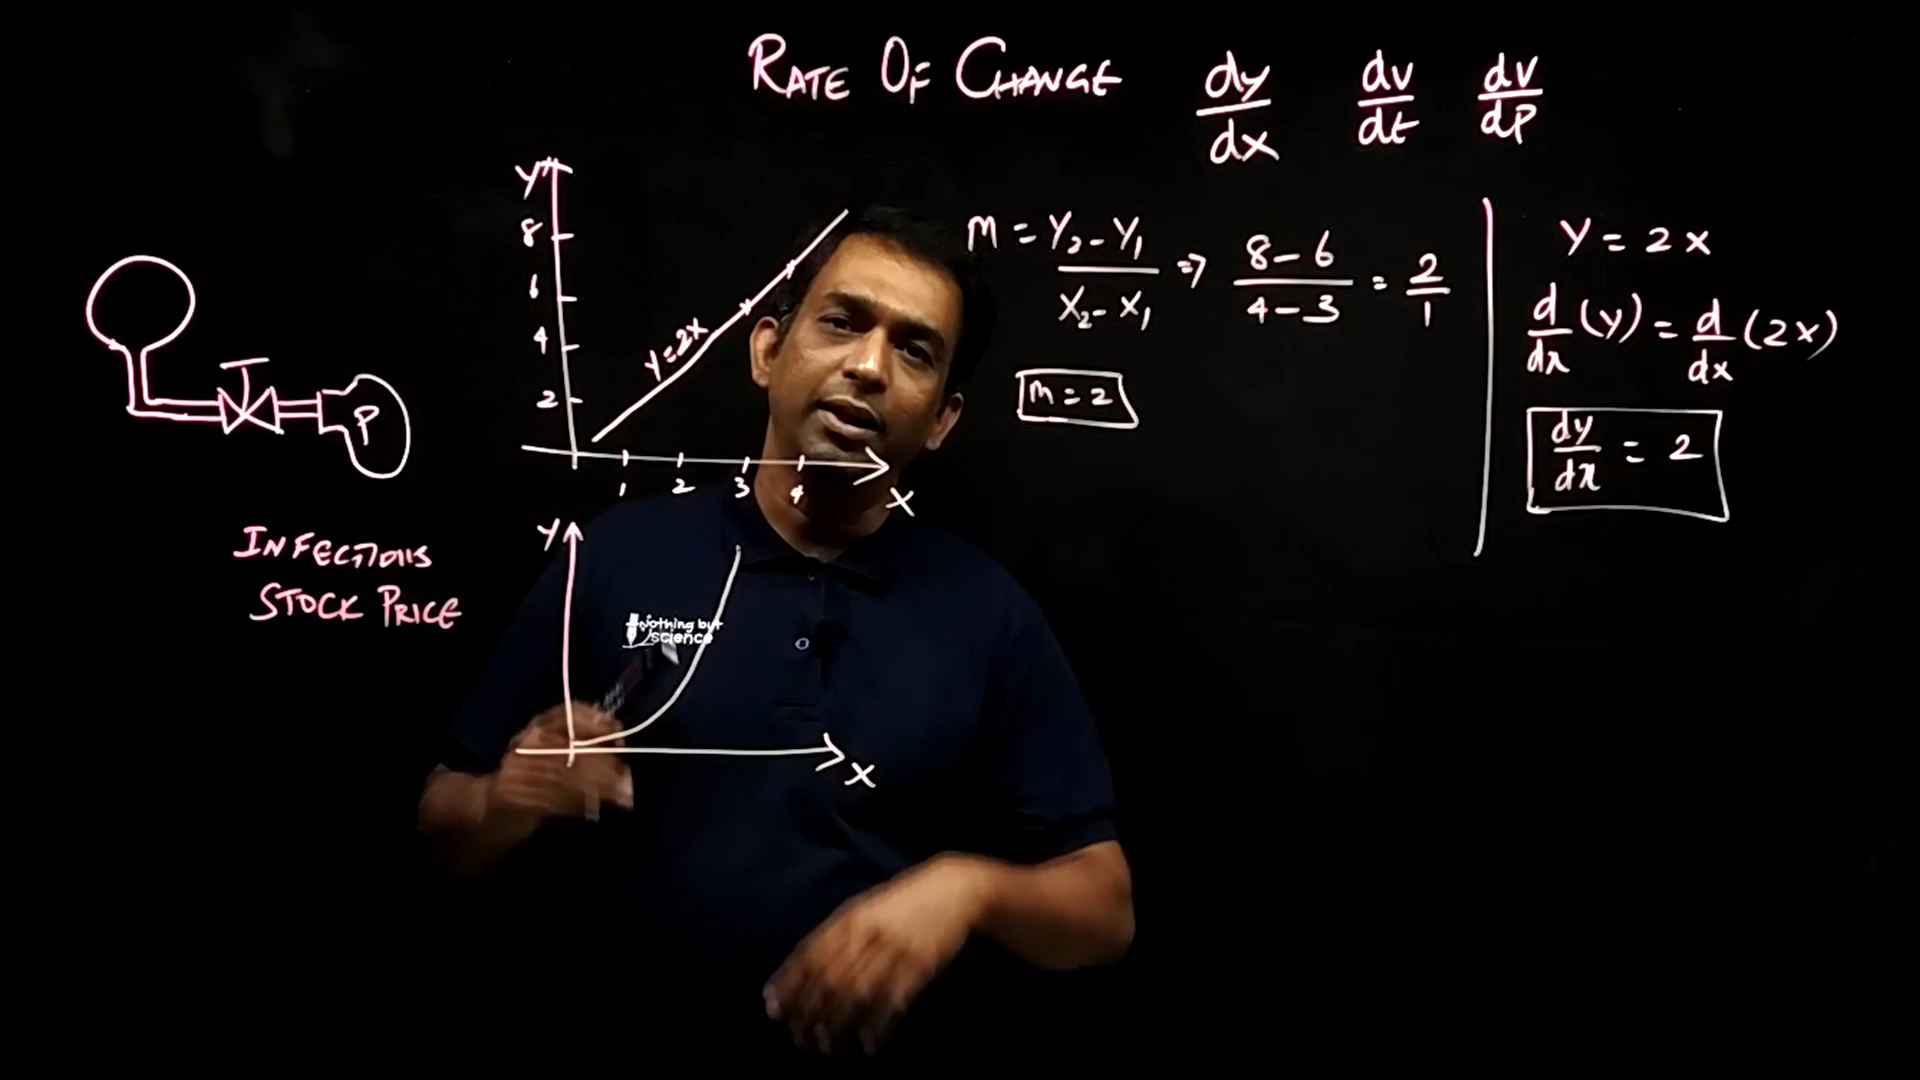 RATE OF CHANGE dy/dx dv/dt dv/dP
Y
8
6
4
2
Y=2X
1 2 3 4 X
P
INFECTIONS
STOCK PRICE
Y
X
Nothing but
science
M = Y₂-Y₁/X₂-X₁ => 8-6/4-3 = 2/1
m = 2
Y = 2x
d/dx (y) = d/dx (2x)
dy/dx = 2